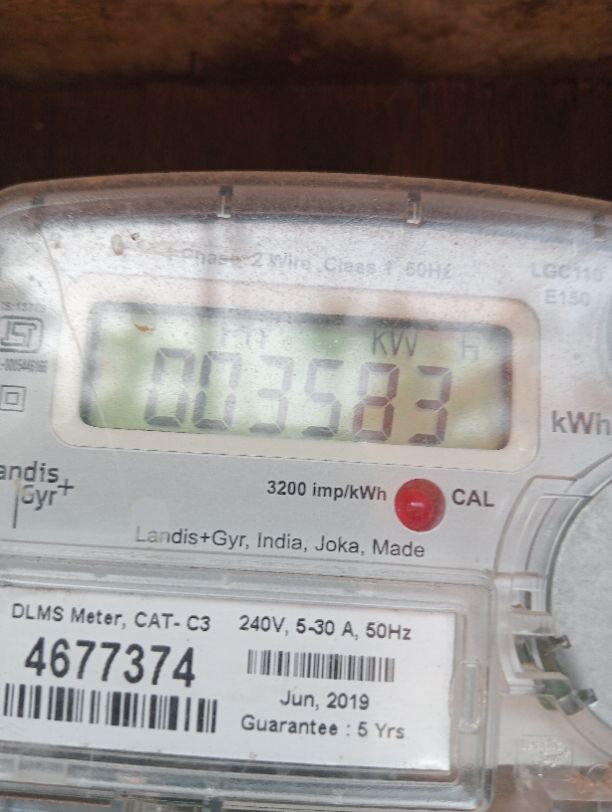 1 Phase 2 Wire Class 1 50Hz
LGC110
E150
kW H
003583
kWh
Landis+
Gyr+
3200 imp/kWh
CAL
Landis+Gyr, India, Joka, Made
DLMS Meter, CAT- C3
240V, 5-30 A, 50Hz
4677374
Jun, 2019
Guarantee : 5 Yrs